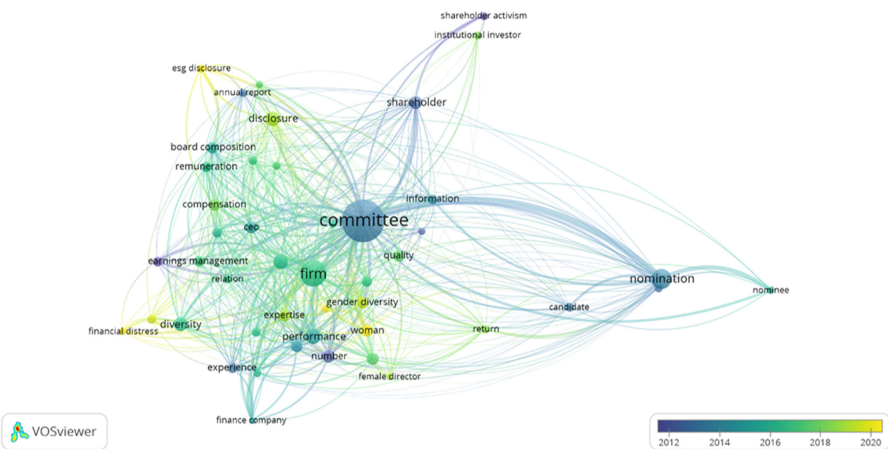 shareholder activism
institutional investor
esg disclosure
annual report
shareholder
disclosure
board composition
remuneration
information
compensation
committee
ceo
quality
earnings management
firm
relation
nomination
nominee
gender diversity
candidate
expertise
financial distress
diversity
woman
return
performance
number
experience
female director
finance company
VOSviewer
2012 2014 2016 2018 2020